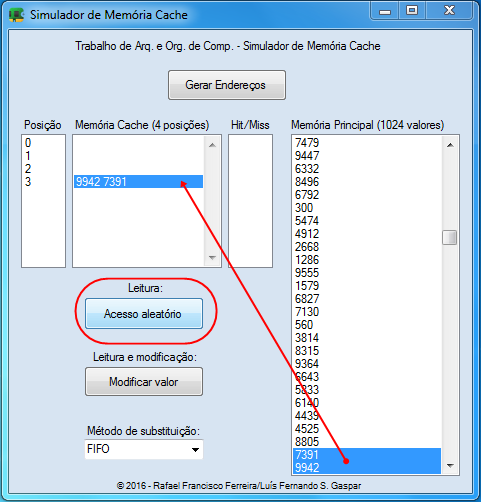 Simulador de Memória Cache
Trabalho de Arq. e Org. de Comp. - Simulador de Memória Cache
Gerar Endereços
Posição
Memória Cache (4 posições)
Hit/Miss
Memória Principal (1024 valores)
0
1
2
3
9942 7391
7479
9447
6332
8496
6792
300
5474
4912
2668
1286
9555
1579
6827
7130
560
3814
8315
9364
6643
5833
6140
4439
4525
8805
7391
9942
Leitura:
Acesso aleatório
Leitura e modificação:
Modificar valor
Método de substituição:
FIFO
© 2016 - Rafael Francisco Ferreira/Luís Fernando S. Gaspar